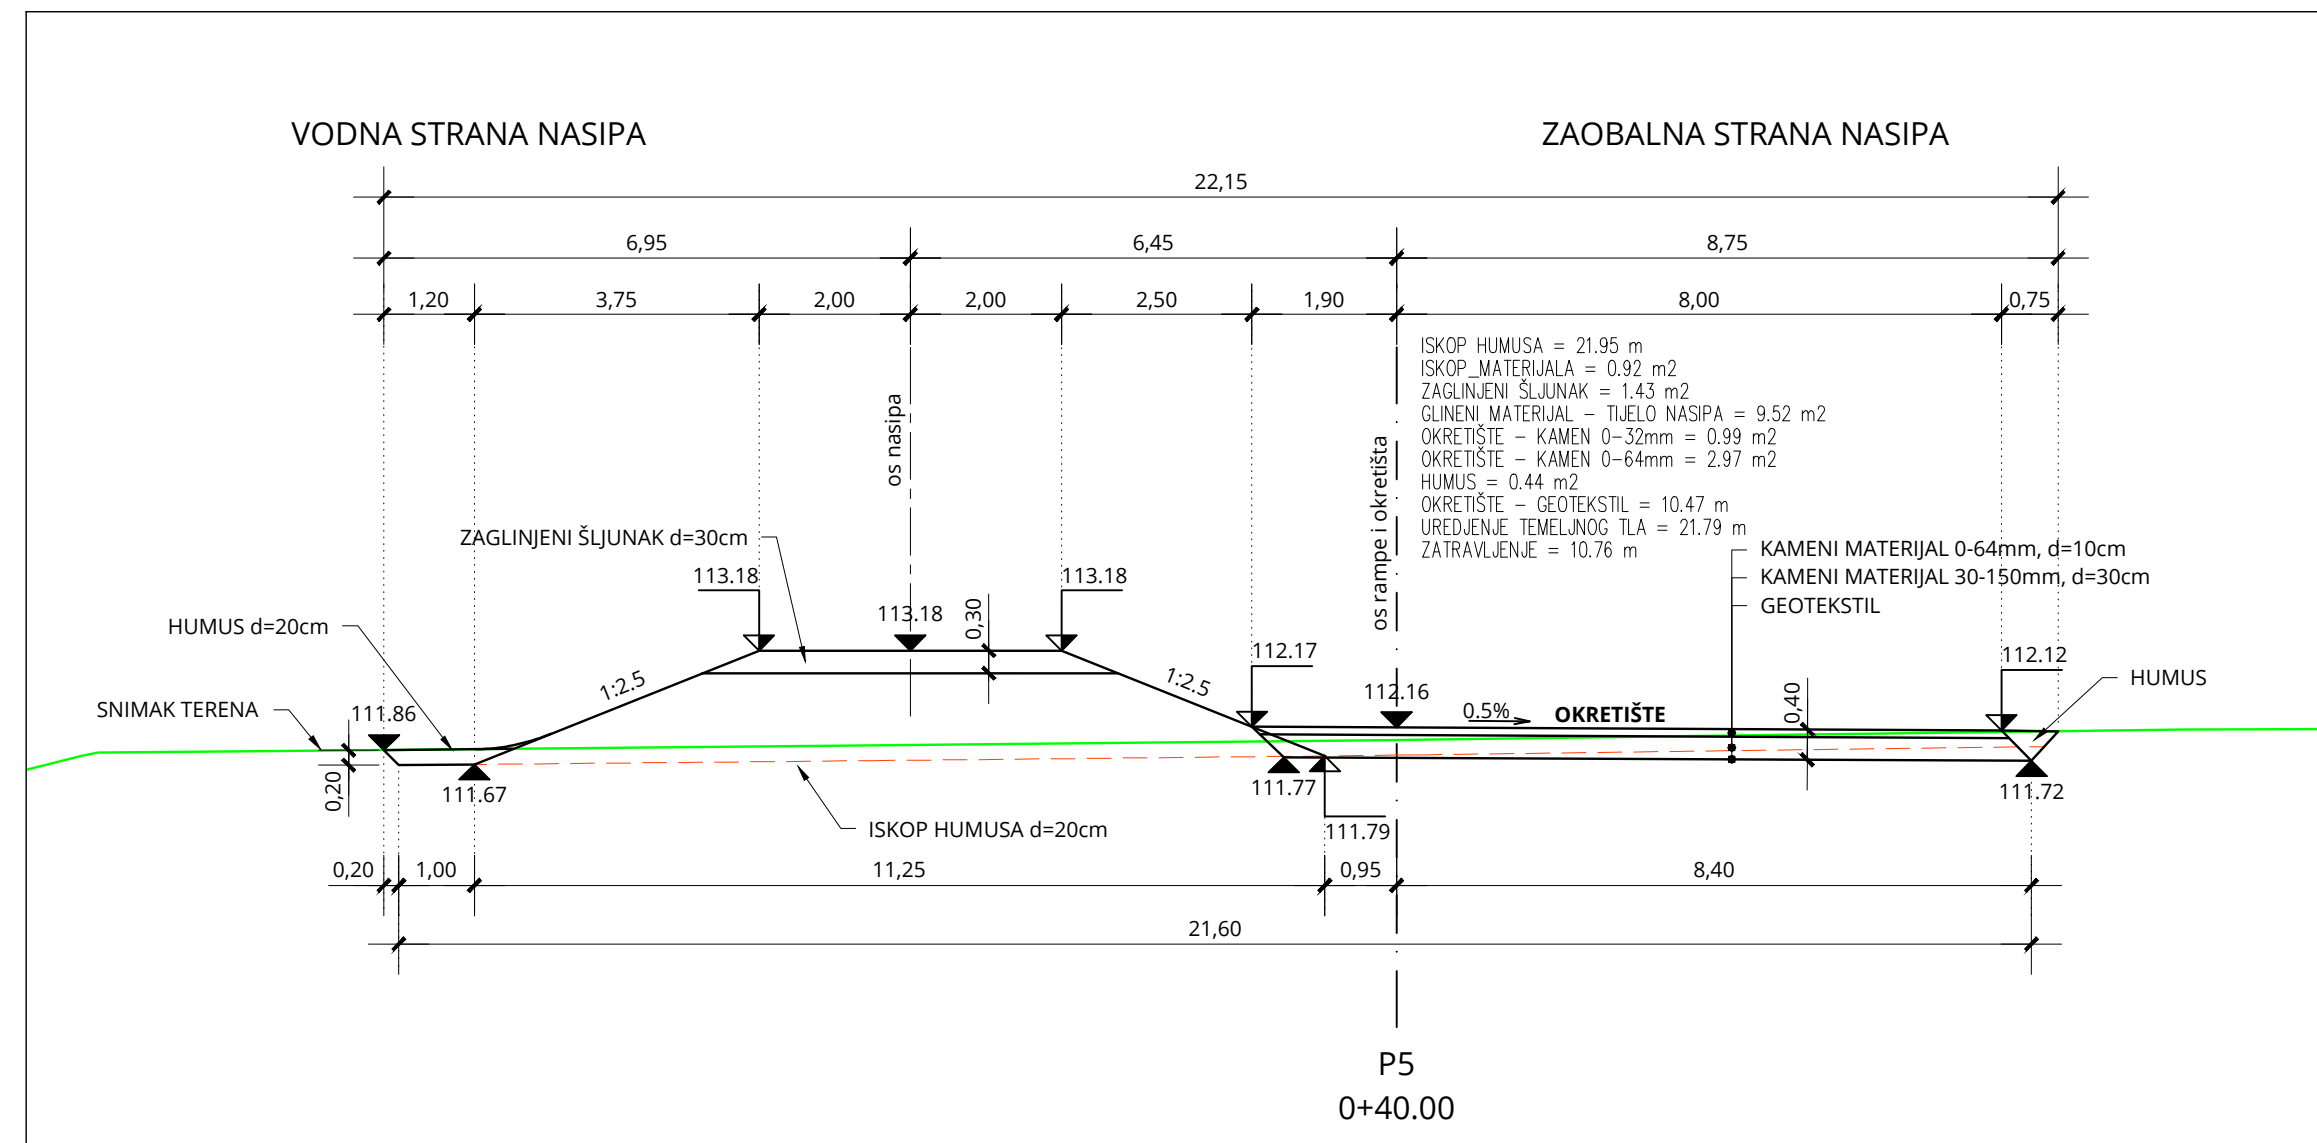 VODNA STRANA NASIPA
ZAOBALNA STRANA NASIPA
22,15
6,95
6,45
8,75
1,20
3,75
2,00
2,00
2,50
1,90
8,00
0,75
ISKOP HUMUSA = 21.95 m
ISKOP_MATERIJALA = 0.92 m2
ZAGLINJENI ŠLJUNAK = 1.43 m2
GLINENI MATERIJAL - TIJELO NASIPA = 9.52 m2
OKRETIŠTE - KAMEN 0-32mm = 0.99 m2
OKRETIŠTE - KAMEN 0-64mm = 2.97 m2
HUMUS = 0.44 m2
OKRETIŠTE - GEOTEKSTIL = 10.47 m
UREDJENJE TEMELJNOG TLA = 21.79 m
ZATRAVLJENJE = 10.76 m
os nasipa
os rampe i okretišta
ZAGLINJENI ŠLJUNAK d=30cm
KAMENI MATERIJAL 0-64mm, d=10cm
KAMENI MATERIJAL 30-150mm, d=30cm
GEOTEKSTIL
113.18
113.18
113.18
0,30
HUMUS d=20cm
112.17
112.12
HUMUS
1:2.5
1:2.5
112.16
SNIMAK TERENA
111.86
0.5%
OKRETIŠTE
0,40
0,20
111.67
111.77
111.72
ISKOP HUMUSA d=20cm
111.79
0,20
1,00
11,25
0,95
8,40
21,60
P5
0+40.00